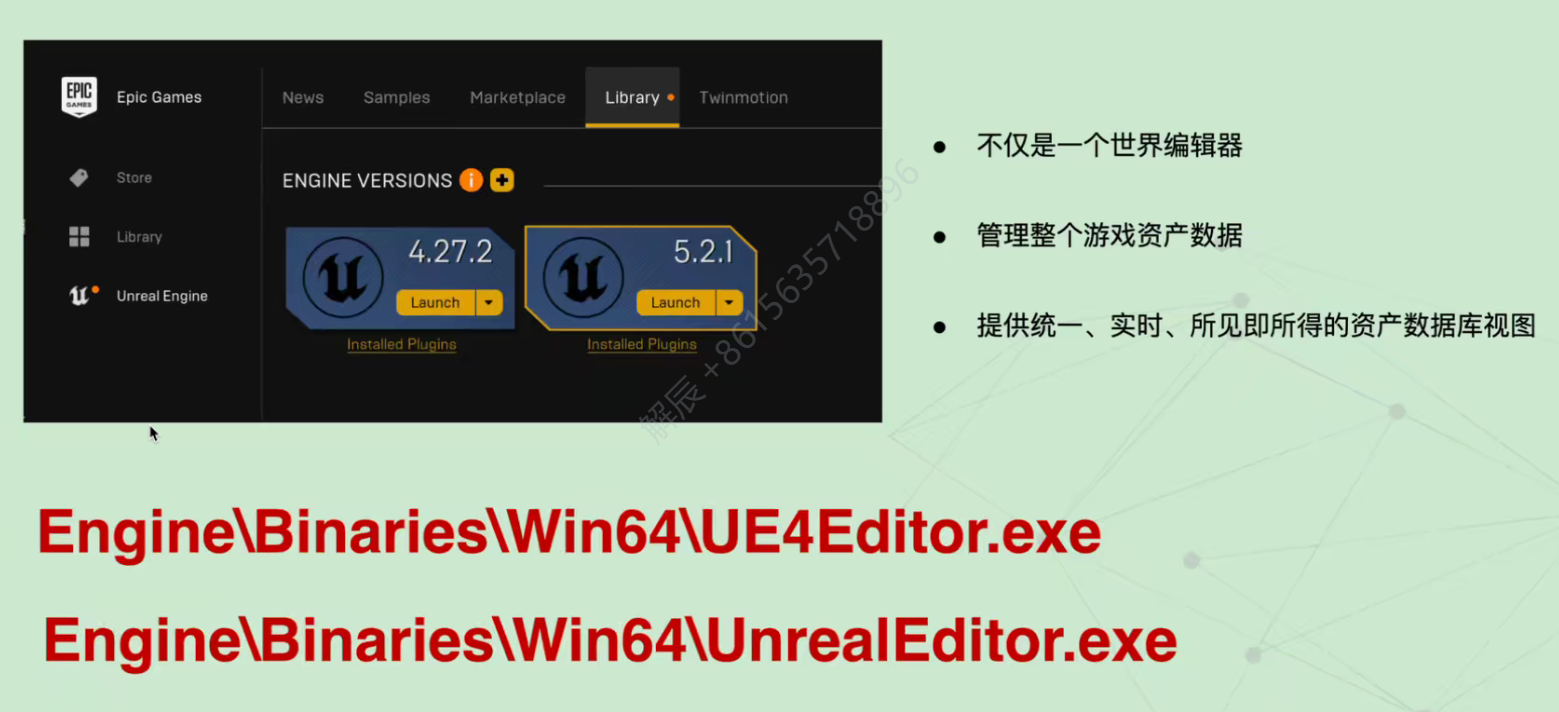 EPIC GAMES
Epic Games
News Samples Marketplace Library Twinmotion
Store
Library
Unreal Engine
ENGINE VERSIONS
4.27.2
Launch
Installed Plugins
5.2.1
Launch
Installed Plugins
不仅是一个世界编辑器
管理整个游戏资产数据
提供统一、实时、所见即所得的资产数据库视图
解辰 +8615635718896
Engine\Binaries\Win64\UE4Editor.exe
Engine\Binaries\Win64\UnrealEditor.exe